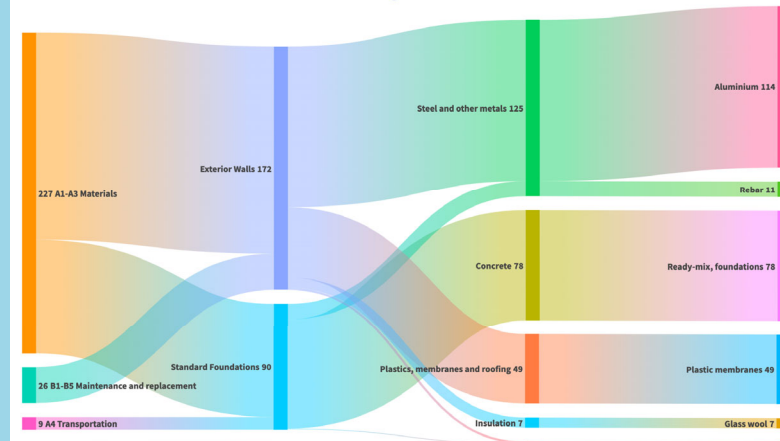 Aluminium 114
Steel and other metals 125
Exterior Walls 172
227 A1-A3 Materials
Rebar 11
Concrete 78
Ready-mix, foundations 78
Standard Foundations 90
Plastics, membranes and roofing 49
Plastic membranes 49
26 B1-B5 Maintenance and replacement
9 A4 Transportation
Insulation 7
Glass wool 7